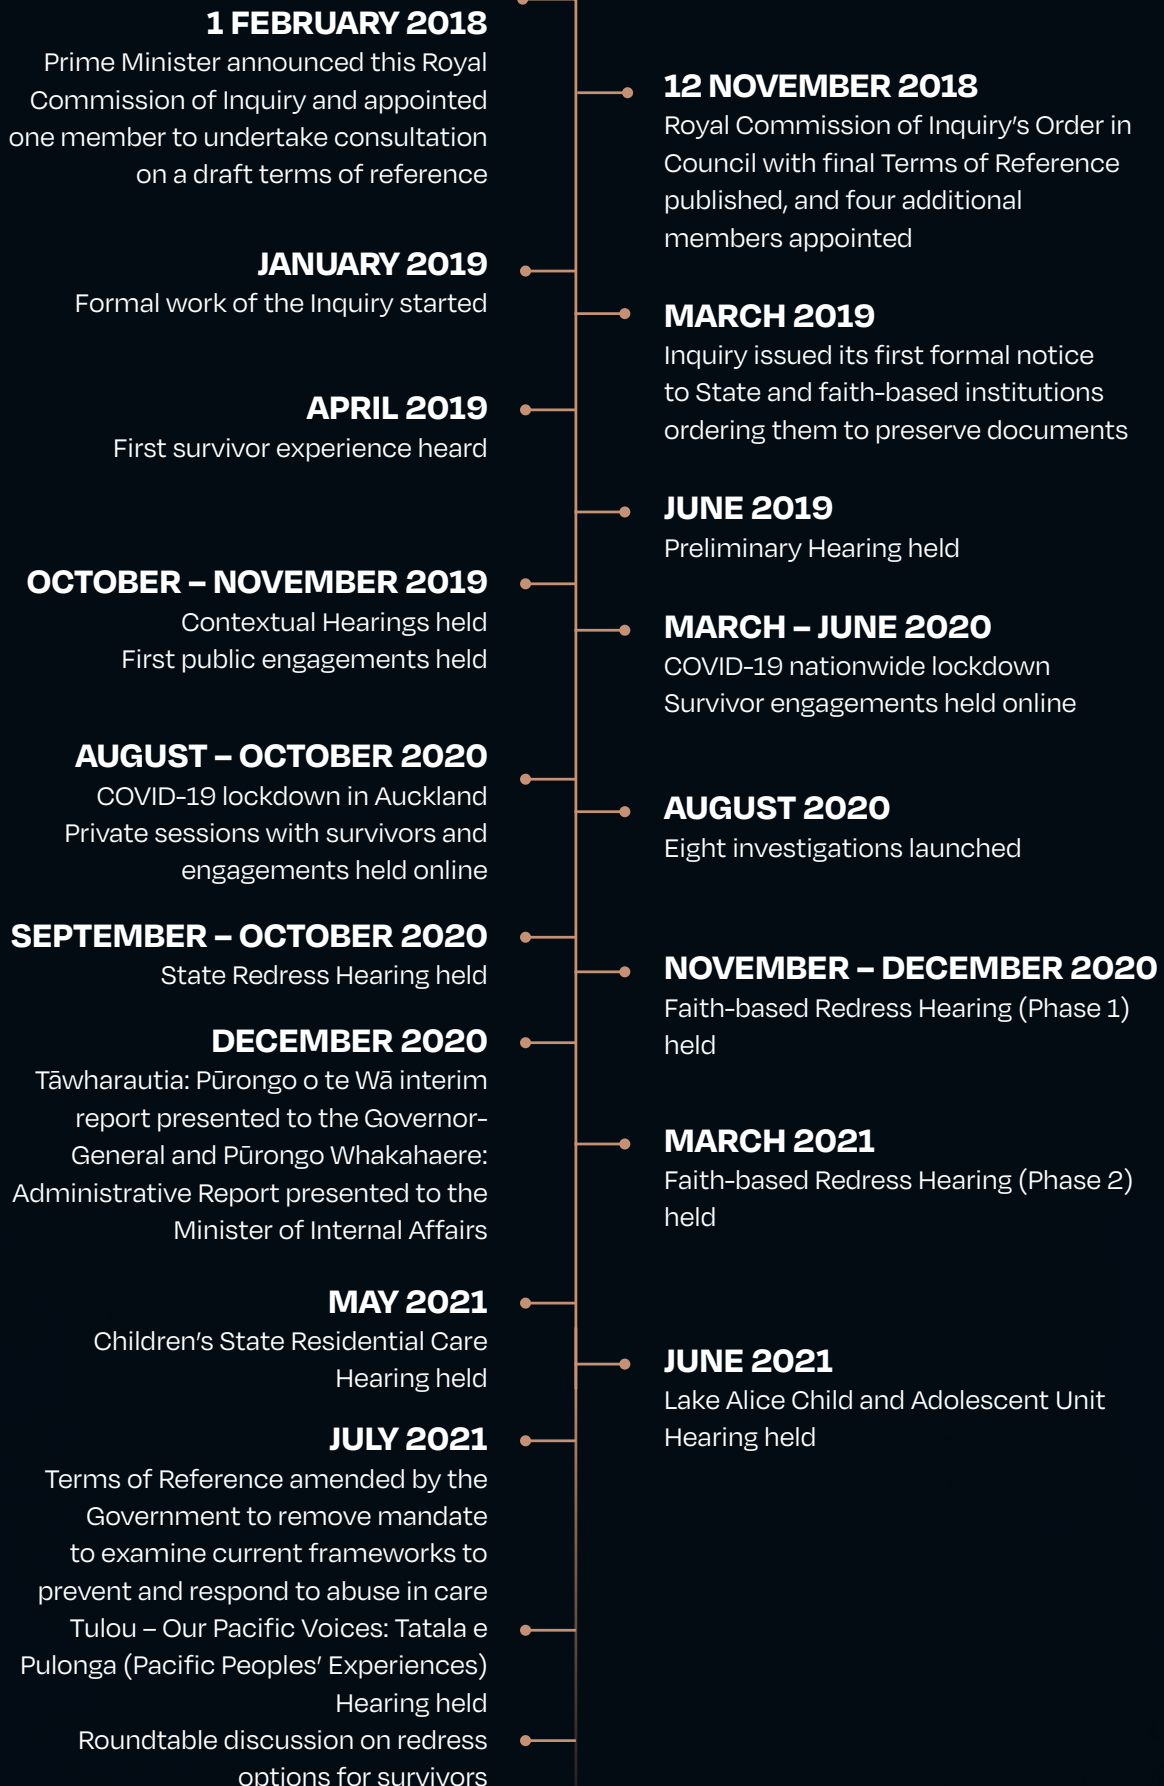 1 FEBRUARY 2018
Prime Minister announced this Royal
Commission of Inquiry and appointed
one member to undertake consultation
on a draft terms of reference
12 NOVEMBER 2018
Royal Commission of Inquiry’s Order in
Council with final Terms of Reference
published, and four additional
members appointed
JANUARY 2019
Formal work of the Inquiry started
MARCH 2019
Inquiry issued its first formal notice
to State and faith-based institutions
ordering them to preserve documents
APRIL 2019
First survivor experience heard
JUNE 2019
Preliminary Hearing held
OCTOBER – NOVEMBER 2019
Contextual Hearings held
First public engagements held
MARCH – JUNE 2020
COVID-19 nationwide lockdown
Survivor engagements held online
AUGUST – OCTOBER 2020
COVID-19 lockdown in Auckland
Private sessions with survivors and
engagements held online
AUGUST 2020
Eight investigations launched
SEPTEMBER – OCTOBER 2020
State Redress Hearing held
NOVEMBER – DECEMBER 2020
Faith-based Redress Hearing (Phase 1)
held
DECEMBER 2020
Tāwharautia: Pūrongo o te Wā interim
report presented to the Governor-
General and Pūrongo Whakahaere:
Administrative Report presented to the
Minister of Internal Affairs
MARCH 2021
Faith-based Redress Hearing (Phase 2)
held
MAY 2021
Children’s State Residential Care
Hearing held
JUNE 2021
Lake Alice Child and Adolescent Unit
Hearing held
JULY 2021
Terms of Reference amended by the
Government to remove mandate
to examine current frameworks to
prevent and respond to abuse in care
Tulou – Our Pacific Voices: Tatala e
Pulonga (Pacific Peoples’ Experiences)
Hearing held
Roundtable discussion on redress
options for survivors